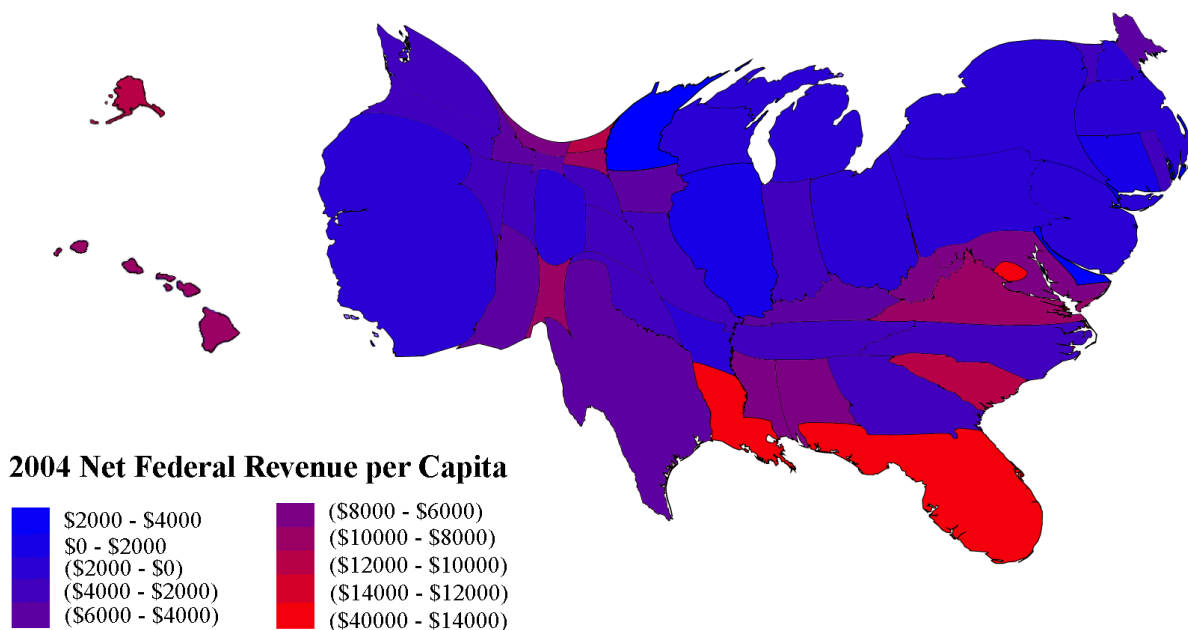 2004 Net Federal Revenue per Capita
$2000 - $4000
$0 - $2000
($2000 - $0)
($4000 - $2000)
($6000 - $4000)
($8000 - $6000)
($10000 - $8000)
($12000 - $10000)
($14000 - $12000)
($40000 - $14000)